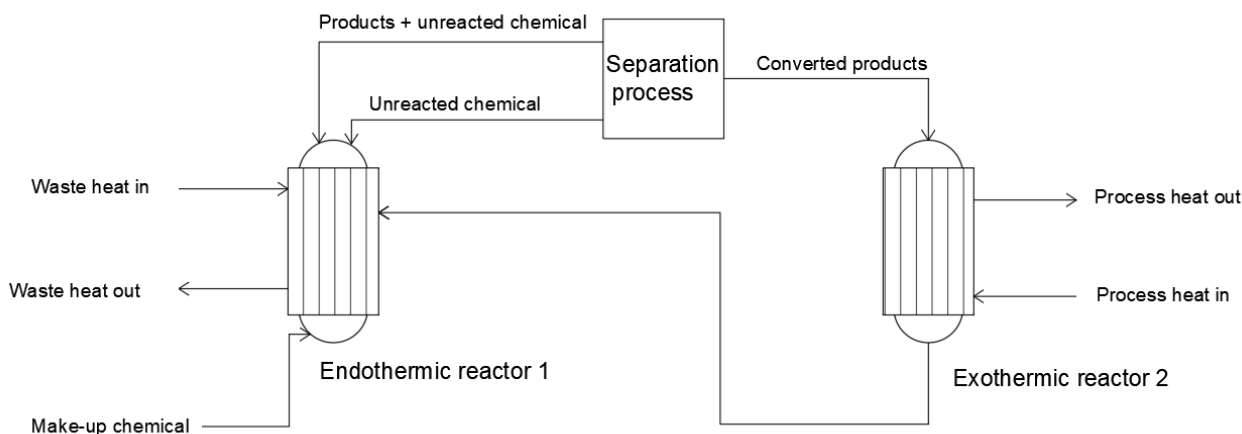 Products + unreacted chemical
Separation
process
Converted products
Unreacted chemical
Waste heat in
Process heat out
Waste heat out
Process heat in
Endothermic reactor 1
Exothermic reactor 2
Make-up chemical